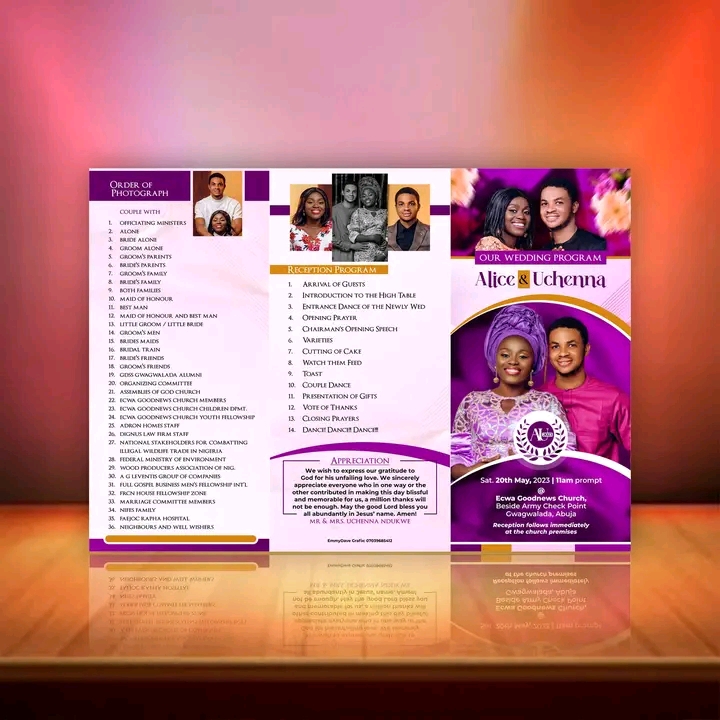 ORDER OF
PHOTOGRAPH
COUPLE WITH
1. OFFICIATING MINISTERS
2. ALONE
3. BRIDE ALONE
4. GROOM ALONE
5. GROOM'S PARENTS
6. BRIDE'S PARENTS
7. GROOM'S FAMILY
8. BRIDE'S FAMILY
9. BOTH FAMILIES
10. MAID OF HONOUR
11. BEST MAN
12. MAID OF HONOUR AND BEST MAN
13. LITTLE GROOM / LITTLE BRIDE
14. GROOM'S MEN
15. BRIDES MAIDS
16. BRIDAL TRAIN
17. BRIDE'S FRIENDS
18. GROOM'S FRIENDS
19. GDSS GWAGWALADA ALUMNI
20. ORGANIZING COMMITTEE
21. ASSEMBLIES OF GOD CHURCH
22. ECWA GOODNEWS CHURCH MEMBERS
23. ECWA GOODNEWS CHURCH CHILDREN DPMT.
24. ECWA GOODNEWS CHURCH YOUTH FELLOWSHIP
25. ADRON HOMES STAFF
26. DIGNUS LAW FIRM STAFF
27. NATIONAL STAKEHOLDERS FOR COMBATTING
ILLEGAL WILDLIFE TRADE IN NIGERIA
28. FEDERAL MINISTRY OF ENVIRONMENT
29. WOOD PRODUCERS ASSOCIATION OF NIG.
30. A G LEVENTIS GROUP OF COMPANIES
31. FULL GOSPEL BUSINESS MEN'S FELLOWSHIP INT'L
32. FRCN HOUSE FELLOWSHIP ZONE
33. MARRIAGE COMMITTEE MEMBERS
34. NIFES FAMILY
35. FAEJOC RAPHA HOSPITAL
36. NEIGHBOURS AND WELL WISHERS
RECEPTION PROGRAM
1. ARRIVAL OF GUESTS
2. INTRODUCTION TO THE HIGH TABLE
3. ENTRANCE DANCE OF THE NEWLY WED
4. OPENING PRAYER
5. CHAIRMAN'S OPENING SPEECH
6. VARIETIES
7. CUTTING OF CAKE
8. WATCH THEM FEED
9. TOAST
10. COUPLE DANCE
11. PRESENTATION OF GIFTS
12. VOTE OF THANKS
13. CLOSING PRAYERS
14. DANCE! DANCE!! DANCE!!!
APPRECIATION
We wish to express our gratitude to
God for his unfailing love. We sincerely
appreciate everyone who in one way or the
other contributed in making this day blissful
and memorable for us, a million thanks will
not be enough. May the good Lord bless you
all abundantly in Jesus' name. Amen!
MR & MRS. UCHENNA NDUKWE
EmmyDave Grafix: 07039685412
OUR WEDDING PROGRAM
Alice & Uchenna
Sat. 20th May, 2023 | 11am prompt
@
Ecwa Goodnews Church,
Beside Army Check Point
Gwagwalada, Abuja
Reception follows immediately
at the church premises